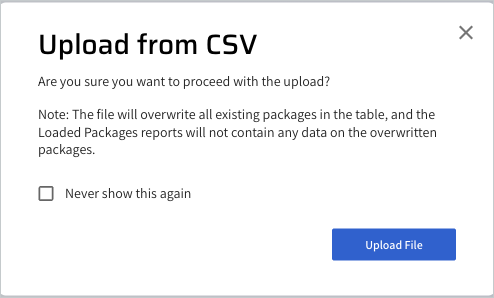 Upload from CSV
Are you sure you want to proceed with the upload?
Note: The file will overwrite all existing packages in the table, and the
Loaded Packages reports will not contain any data on the overwritten
packages.
Never show this again
Upload File